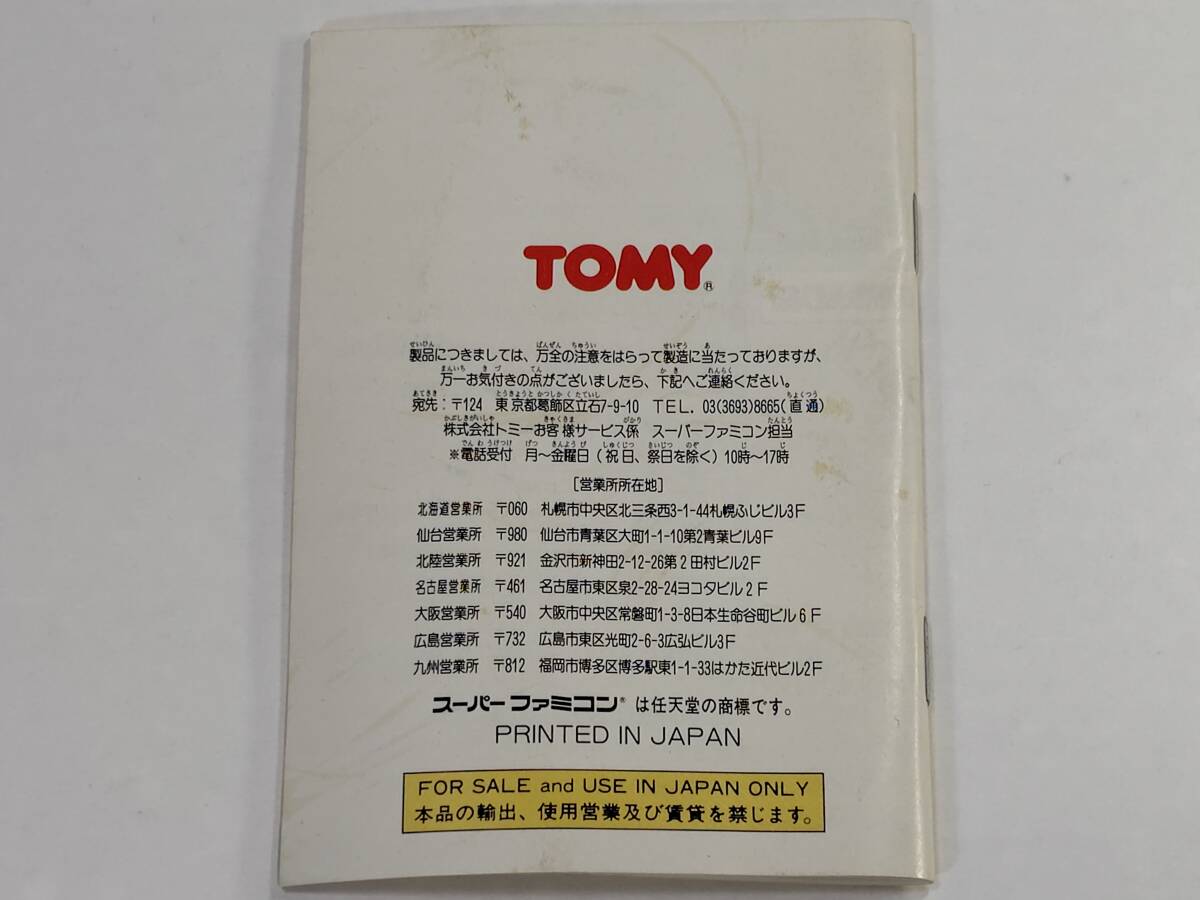 TOMY®
製品につきましては、万全の注意をはらって製造に当たっておりますが、
万一お気付きの点がございましたら、下記へご連絡ください。
宛先：〒124 東京都葛飾区立石7-9-10 TEL. 03(3693)8665(直通)
株式会社トミーお客様サービス係 スーパーファミコン担当
※電話受付 月～金曜日(祝日、祭日を除く)10時～17時
[営業所所在地]
北海道営業所 〒060 札幌市中央区北三条西3-1-44札幌ふじビル3F
仙台営業所 〒980 仙台市青葉区大町1-1-10第2青葉ビル9F
北陸営業所 〒921 金沢市新神田2-12-26第2田村ビル2F
名古屋営業所 〒461 名古屋市東区泉2-28-24ヨコタビル2F
大阪営業所 〒540 大阪市中央区常磐町1-3-8日本生命谷町ビル6F
広島営業所 〒732 広島市東区光町2-6-3広弘ビル3F
九州営業所 〒812 福岡市博多区博多駅東1-1-33はかた近代ビル2F
スーパーファミコン®は任天堂の商標です。
PRINTED IN JAPAN
FOR SALE and USE IN JAPAN ONLY
本品の輸出、使用営業及び賃貸を禁じます。